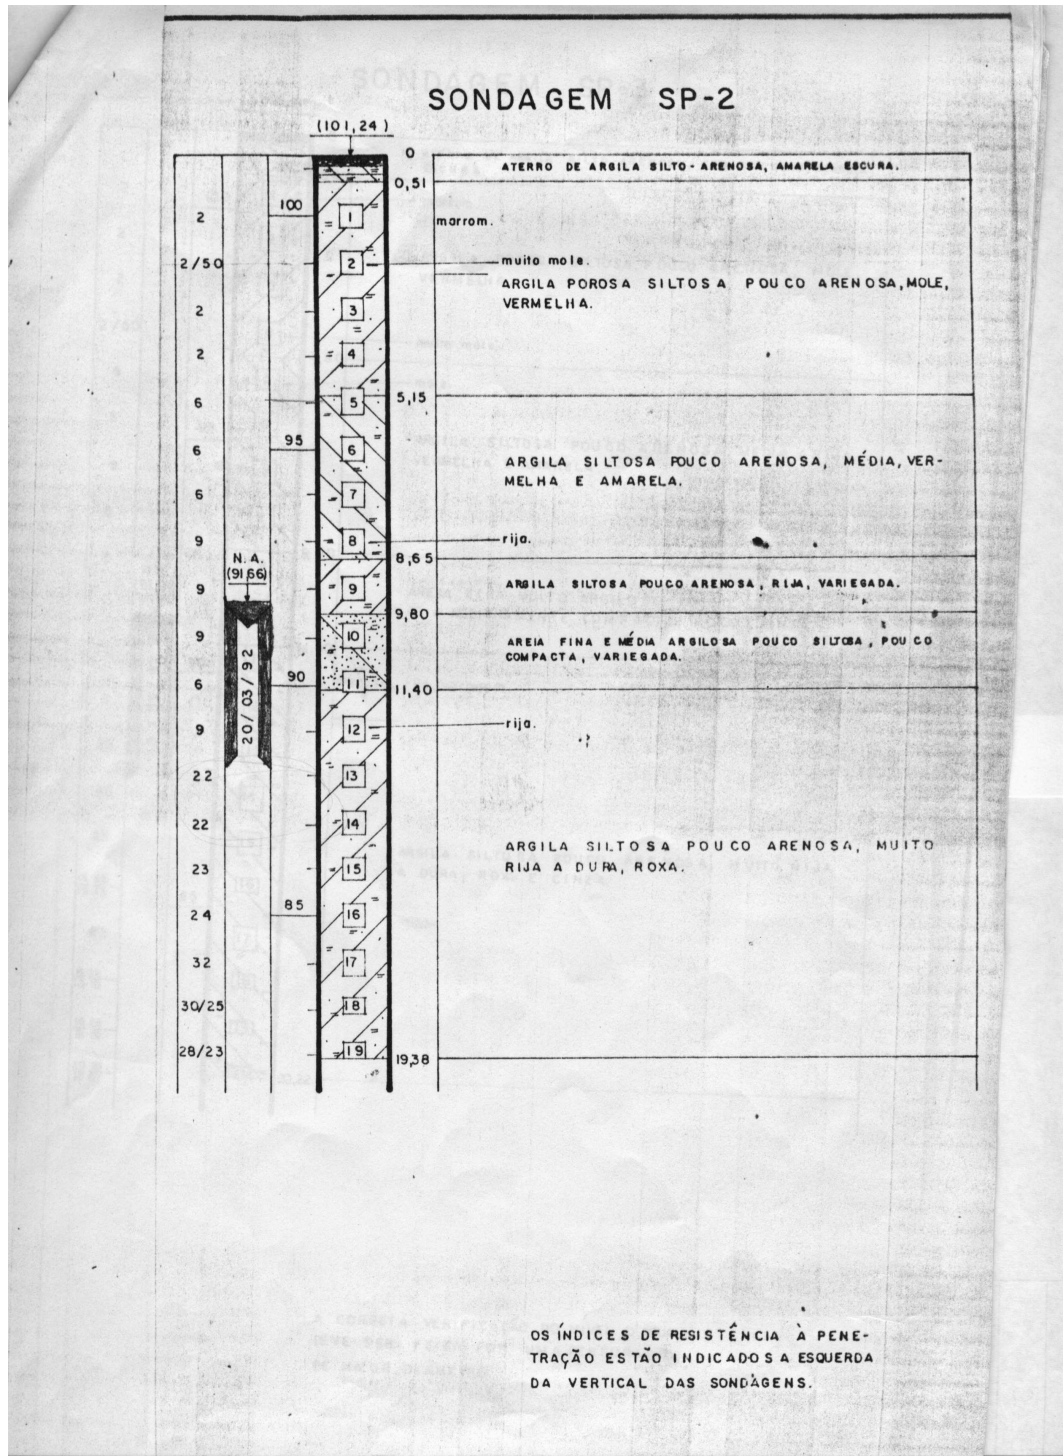 SONDAGEM SP-2
(101,24)
0
ATERRO DE ARGILA SILTO-ARENOSA, AMARELA ESCURA.
0,51
100
2
1
marrom.
2/50
2
muito mole.
ARGILA POROSA SILTOSA POUCO ARENOSA, MOLE,
VERMELHA.
2
3
2
4
6
5
5,15
6
95
6
ARGILA SILTOSA POUCO ARENOSA, MÉDIA, VER-
MELHA E AMARELA.
6
7
9
8
rija.
8,65
N.A.
(91,66)
9
9
ARGILA SILTOSA POUCO ARENOSA, RIJA, VARIEGADA.
9,80
9
10
AREIA FINA E MÉDIA ARGILOSA POUCO SILTOSA, POUCO
COMPACTA, VARIEGADA.
20/03/92
6
90
11
11,40
9
12
rija.
22
13
22
14
ARGILA SILTOSA POUCO ARENOSA, MUITO
RIJA A DURA, ROXA.
23
15
24
85
16
32
17
30/25
18
28/23
19
19,38
OS ÍNDICES DE RESISTÊNCIA À PENE-
TRAÇÃO ESTÃO INDICADOS A ESQUERDA
DA VERTICAL DAS SONDAGENS.